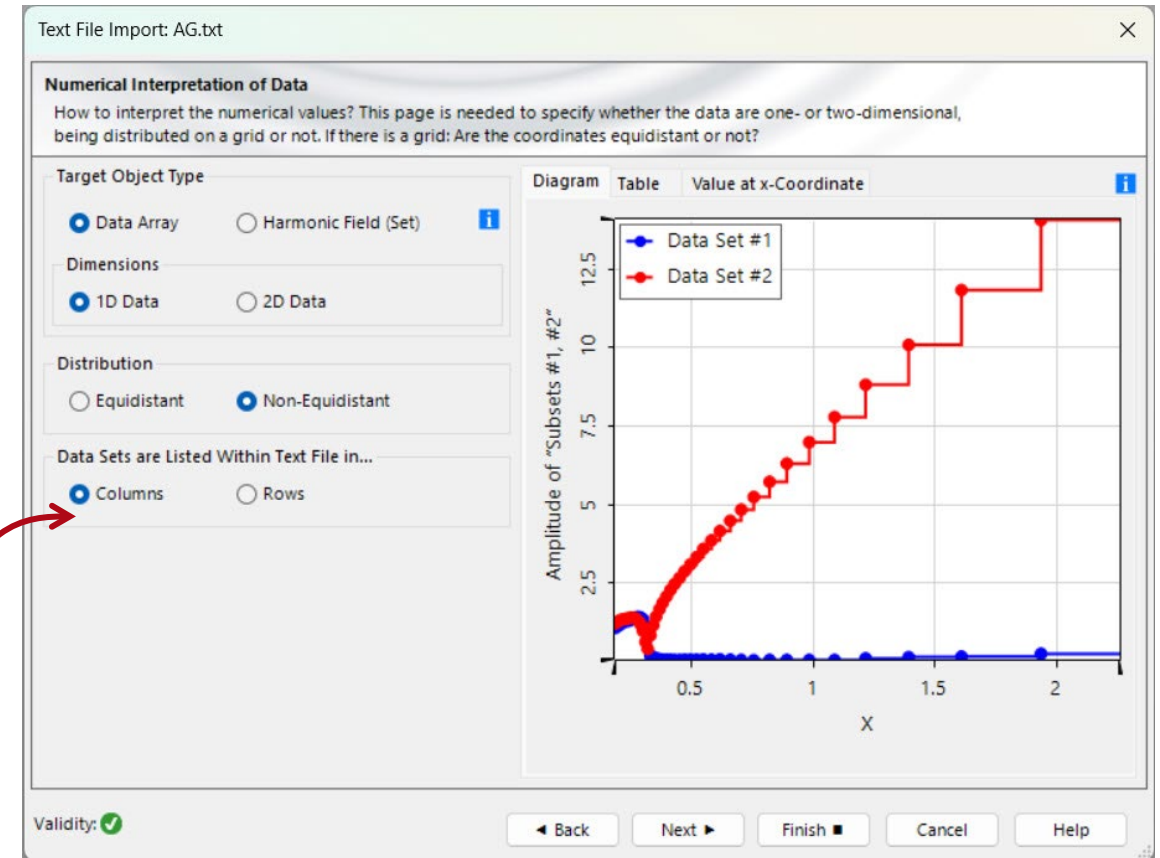 Text File Import: AG.txt
Numerical Interpretation of Data
How to interpret the numerical values? This page is needed to specify whether the data are one- or two-dimensional,
being distributed on a grid or not. If there is a grid: Are the coordinates equidistant or not?
Target Object Type
Data Array
Harmonic Field (Set)
i
Dimensions
1D Data
2D Data
Distribution
Equidistant
Non-Equidistant
Data Sets are Listed Within Text File in...
Columns
Rows
Diagram
Table
Value at x-Coordinate
i
Data Set #1
Data Set #2
Amplitude of "Subsets #1, #2"
12.5
10
7.5
5
2.5
0.5
1
1.5
2
X
Validity:
◄ Back
Next ►
Finish ■
Cancel
Help